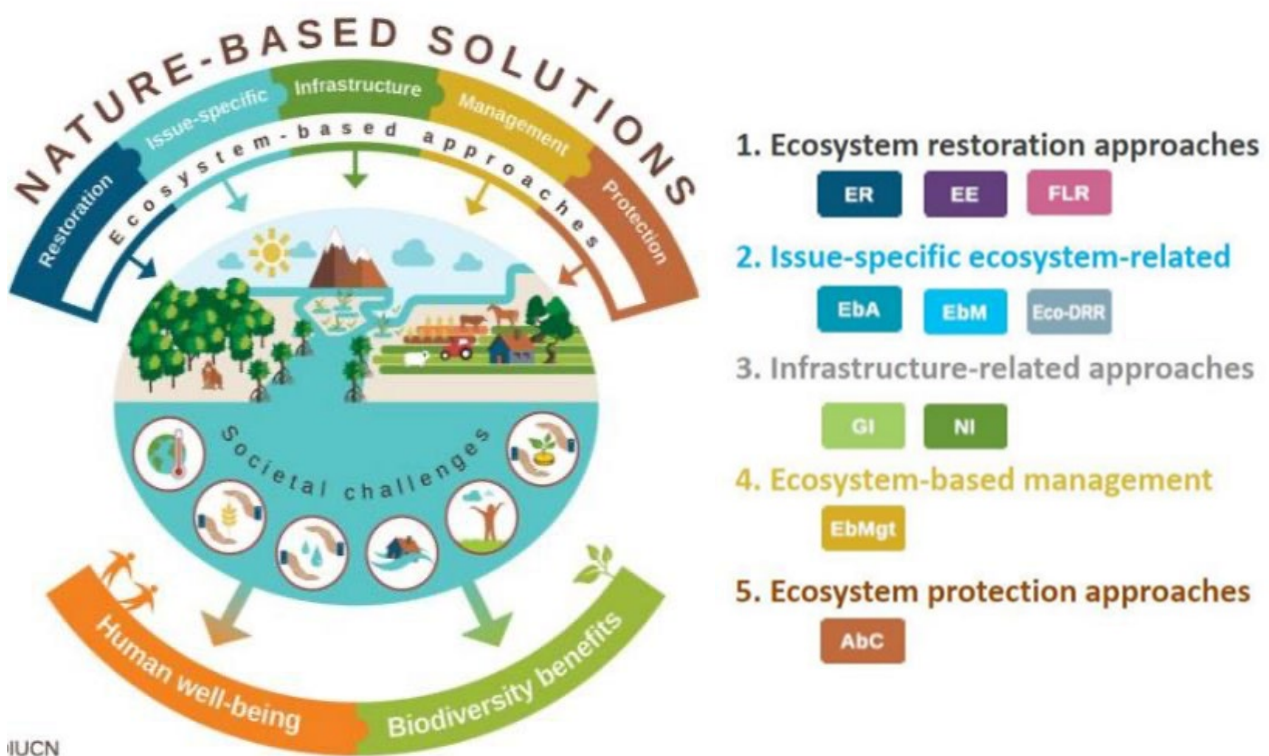 NATURE-BASED SOLUTIONS
Restoration
Issue-specific
Infrastructure
Management
Protection
Ecosystem-based approaches
Societal challenges
Human well-being
Biodiversity benefits
IUCN
1. Ecosystem restoration approaches
ER EE FLR
2. Issue-specific ecosystem-related
EbA EbM Eco-DRR
3. Infrastructure-related approaches
GI NI
4. Ecosystem-based management
EbMgt
5. Ecosystem protection approaches
AbC